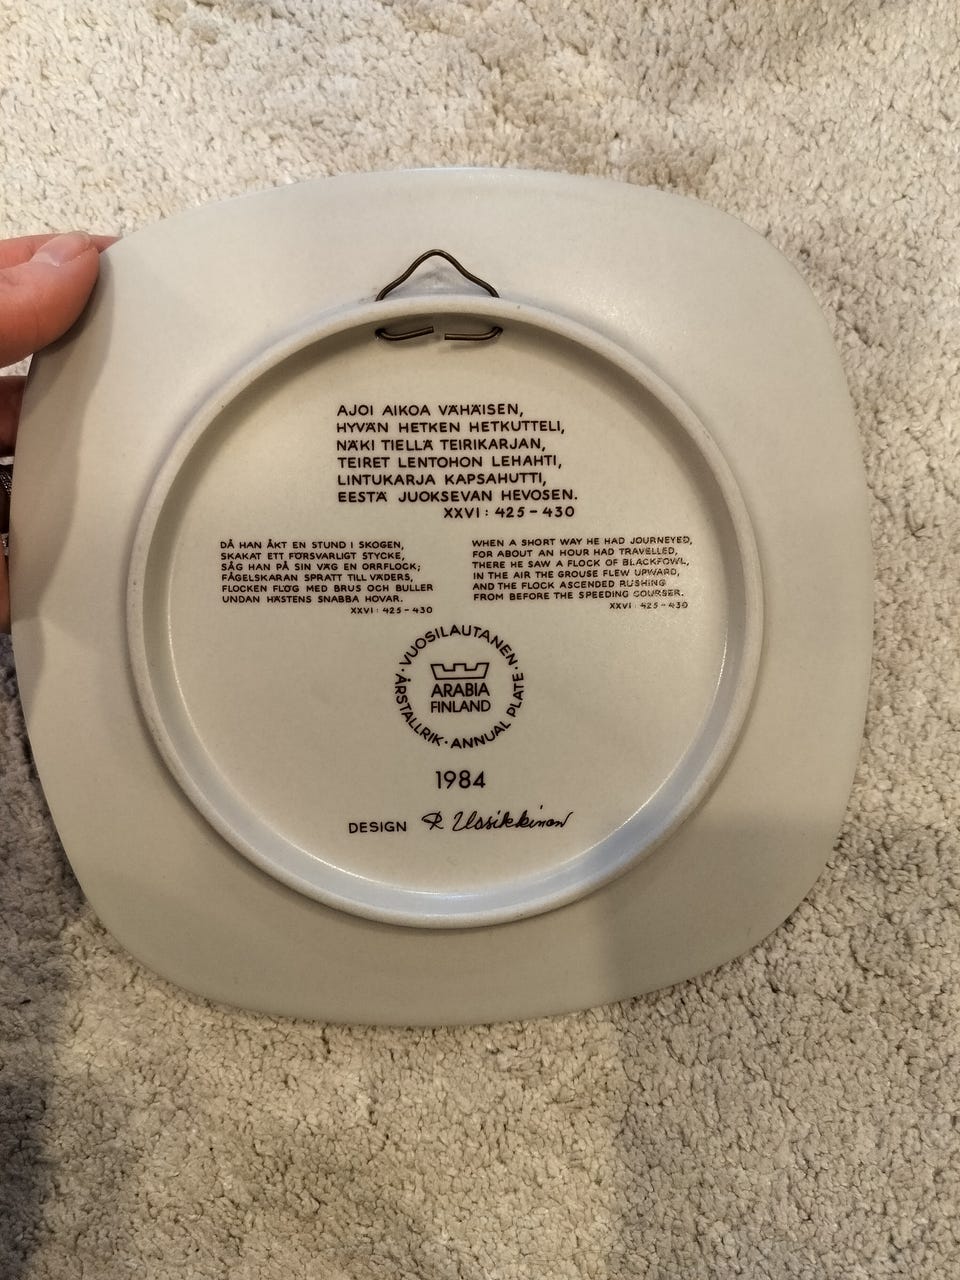 AJOI AIKOA VÄHÄISEN,
HYVÄN HETKEN HETKUTTELI,
NÄKI TIELLÄ TEIRIKARJAN,
TEIRET LENTOHON LEHAHTI,
LINTUKARJA KAPSAHUTTI,
EESTÄ JUOKSEVAN HEVOSEN.
XXVI: 425-430
DÅ HAN ÅKT EN STUND I SKOGEN,
SKAKAT ETT FÖRSVARLIGT STYCKE,
SÅG HAN PÅ SIN VÄG EN ORRFLOCK;
FÅGELSKARAN SPRATT TILL VÄDERS,
FLOCKEN FLÖG MED BRUS OCH BULLER
UNDAN HÄSTENS SNABBA HOVAR.
XXVI: 425-430
WHEN A SHORT WAY HE HAD JOURNEYED,
FOR ABOUT AN HOUR HAD TRAVELLED,
THERE HE SAW A FLOCK OF BLACKFOWL,
IN THE AIR THE GROUSE FLEW UPWARD,
AND THE FLOCK ASCENDED RUSHING
FROM BEFORE THE SPEEDING COURSER.
XXVI: 425-430
· VUOSILAUTANEN · ANNUAL PLATE · ÅRSTALLRIK
ARABIA
FINLAND
1984
DESIGN R Uosikkinen